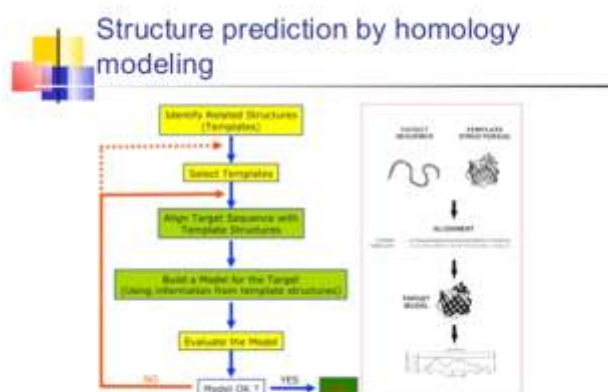 Structure prediction by homology
modeling
Identify Related Structures
(Templates)
Select Templates
Align Target Sequence with
Template Structures
Build a Model for the Target
(Using information from template structures)
Evaluate the Model
NO
Model OK ?
YES
TARGET
SEQUENCE
TEMPLATE
STRUCTURE
ALIGNMENT
TARGET
MODEL